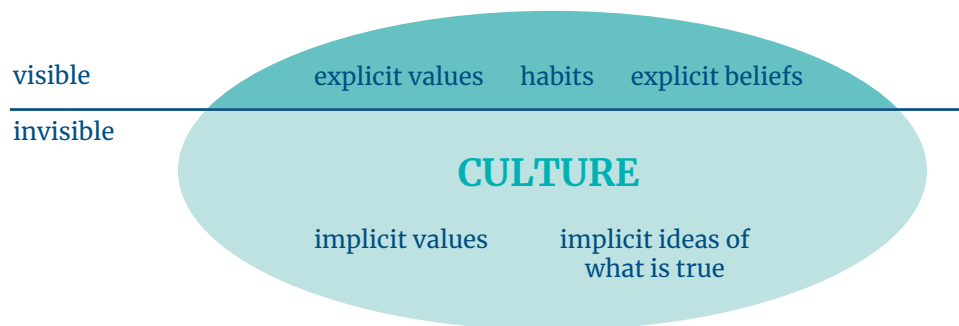 visible
explicit values habits explicit beliefs
invisible
CULTURE
implicit values implicit ideas of
what is true